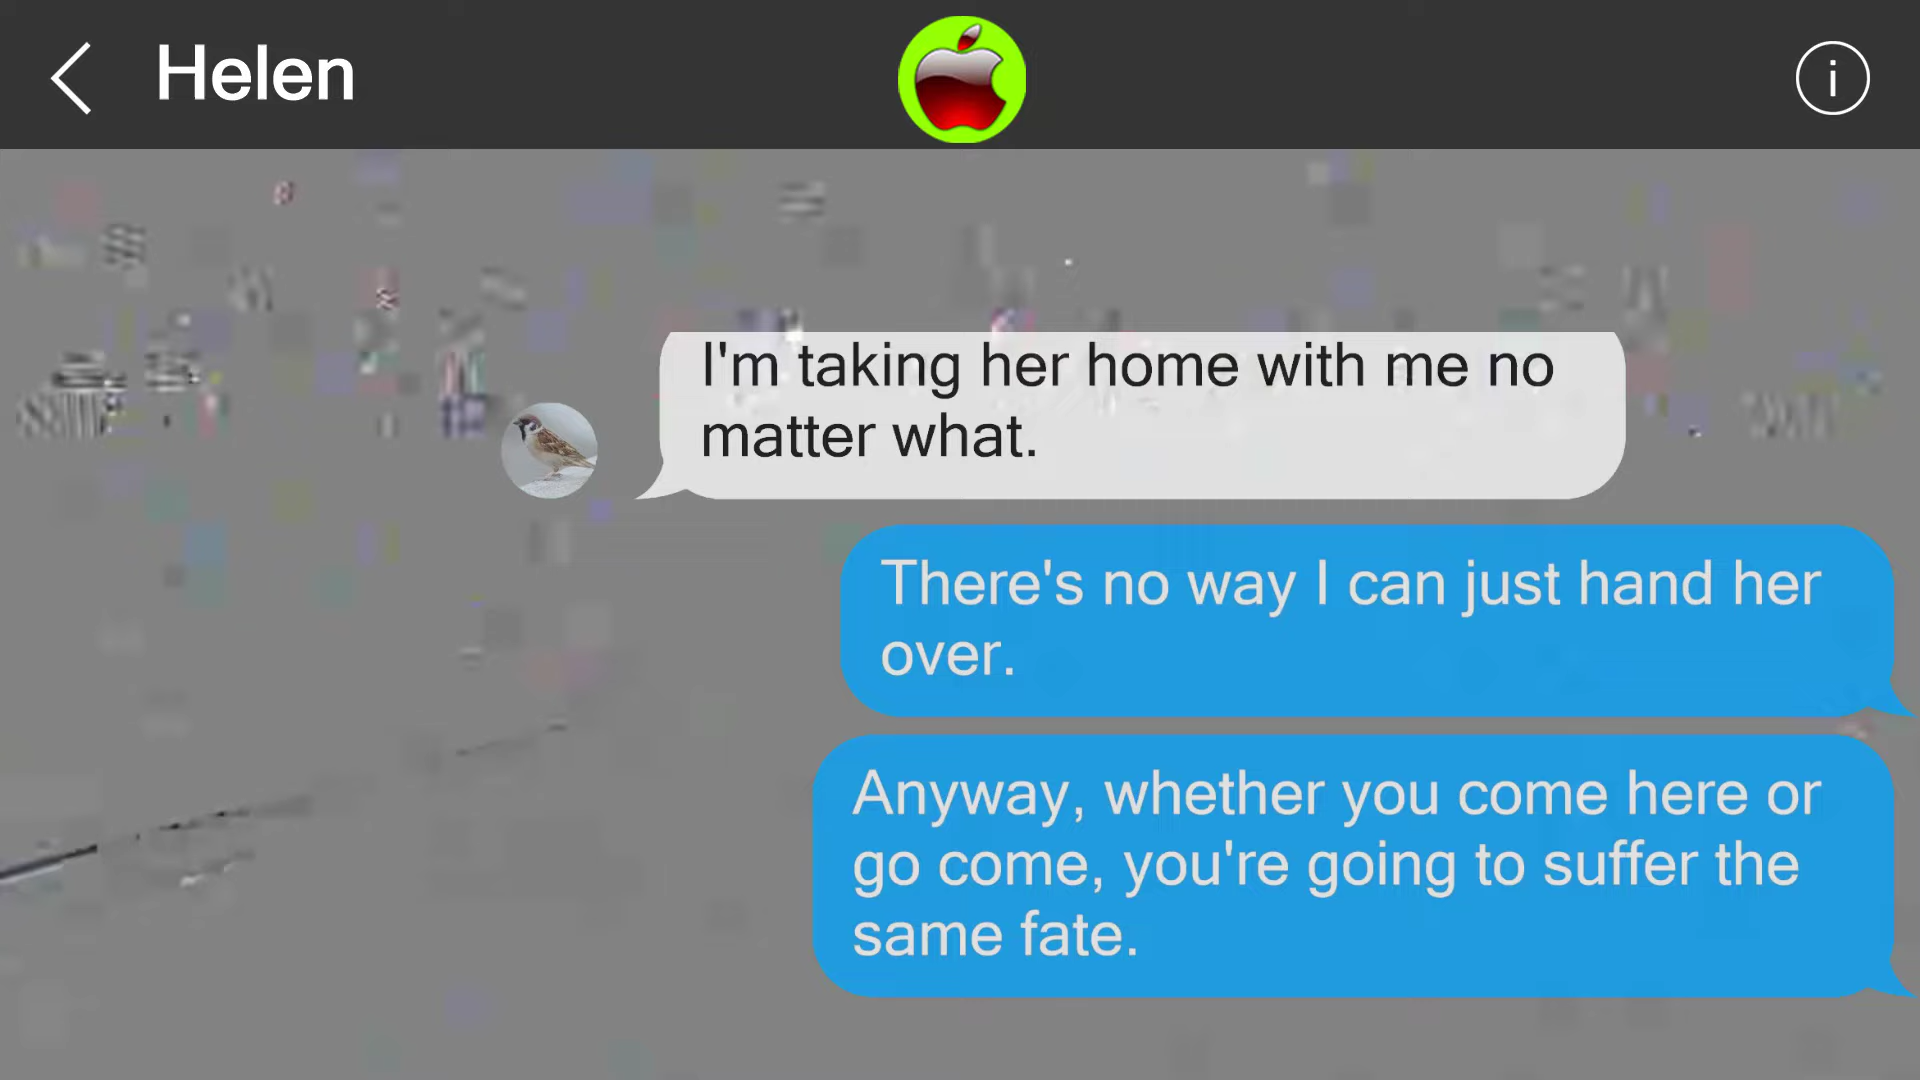 Helen
i
I'm taking her home with me no
matter what.
There's no way I can just hand her
over.
Anyway, whether you come here or
go come, you're going to suffer the
same fate.